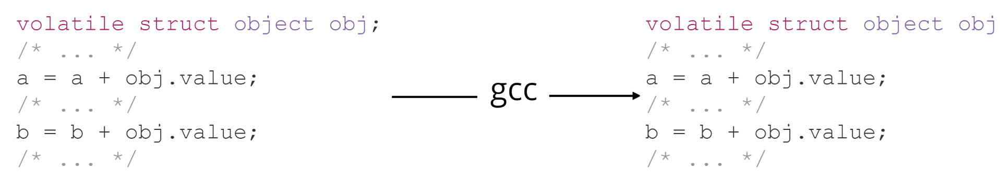 volatile struct object obj;
/* ... */
a = a + obj.value;
/* ... */
b = b + obj.value;
/* ... */
gcc
volatile struct object obj
/* ... */
a = a + obj.value;
/* ... */
b = b + obj.value;
/* ... */